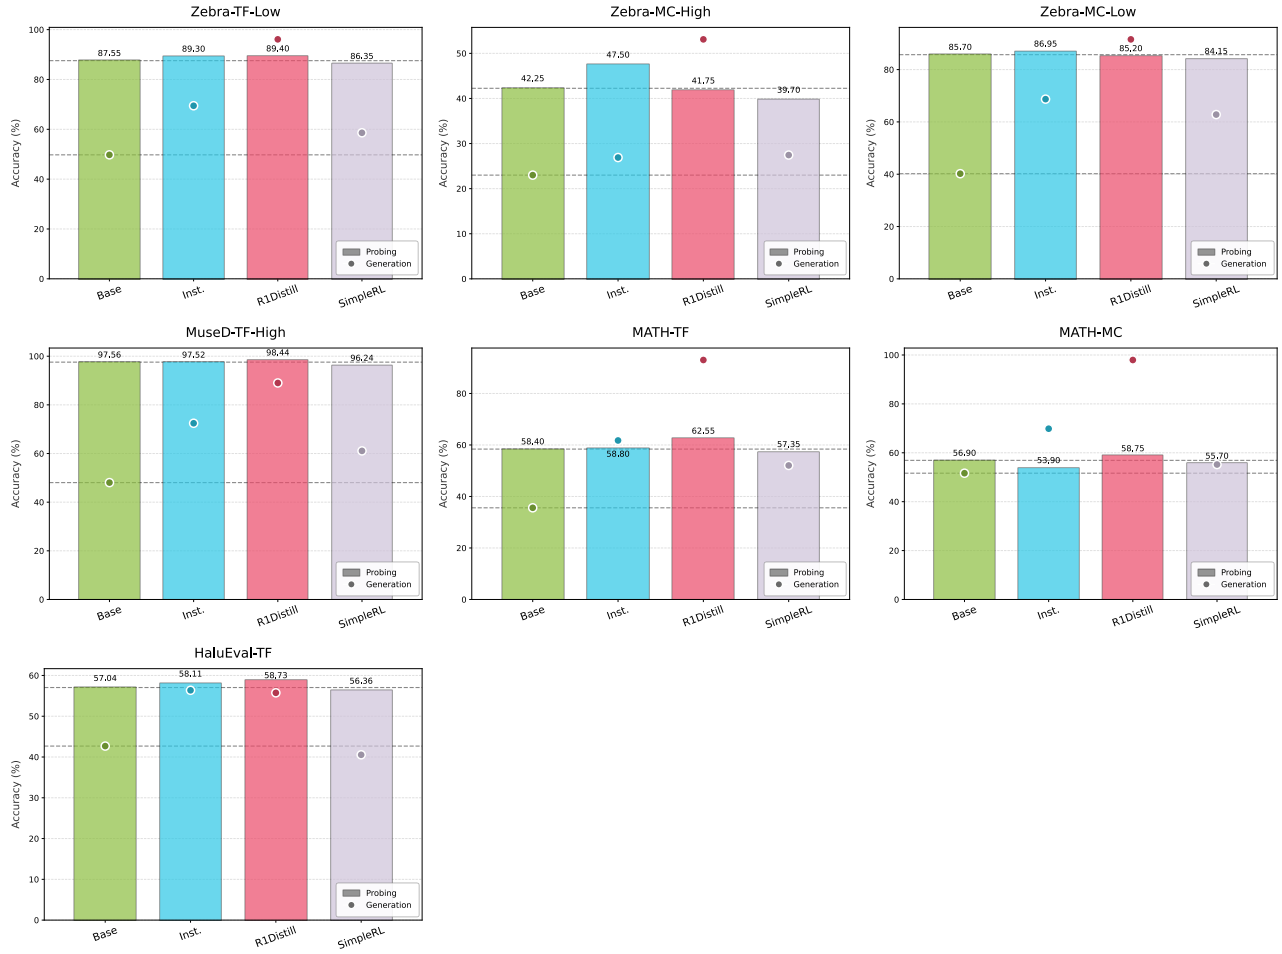 Zebra-TF-Low
Accuracy (%)
100
80
60
40
20
0
87.55
89.30
89.40
86.35
Probing
Generation
Base
Inst.
R1Distill
SimpleRL
Zebra-MC-High
Accuracy (%)
50
40
30
20
10
0
42.25
47.50
41.75
39.70
Probing
Generation
Base
Inst.
R1Distill
SimpleRL
Zebra-MC-Low
Accuracy (%)
80
60
40
20
0
85.70
86.95
85.20
84.15
Probing
Generation
Base
Inst.
R1Distill
SimpleRL
MuseD-TF-High
Accuracy (%)
100
80
60
40
20
0
97.56
97.52
98.44
96.24
Probing
Generation
Base
Inst.
R1Distill
SimpleRL
MATH-TF
Accuracy (%)
80
60
40
20
0
58.40
58.80
62.55
57.35
Probing
Generation
Base
Inst.
R1Distill
SimpleRL
MATH-MC
Accuracy (%)
100
80
60
40
20
0
56.90
53.90
58.75
55.70
Probing
Generation
Base
Inst.
R1Distill
SimpleRL
HaluEval-TF
Accuracy (%)
60
50
40
30
20
10
0
57.04
58.11
58.73
56.36
Probing
Generation
Base
Inst.
R1Distill
SimpleRL